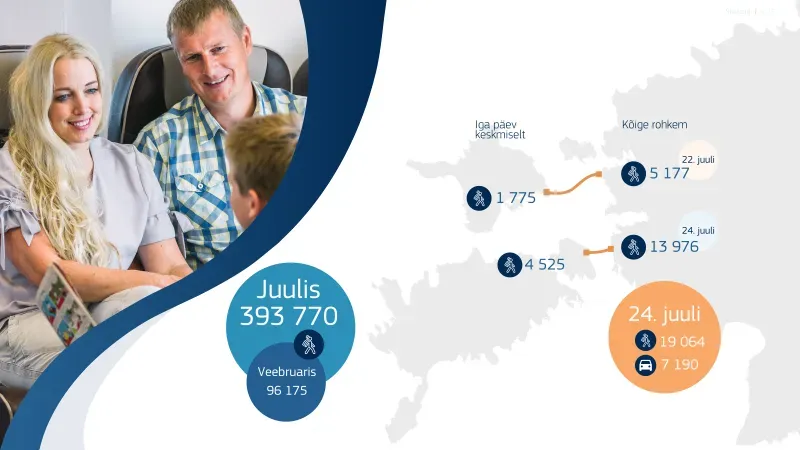 Iga päev
keskmiselt
Kõige rohkem
22. juuli
5 177
1 775
24. juuli
13 976
4 525
Juulis
393 770
Veebruaris
96 175
24. juuli
19 064
7 190